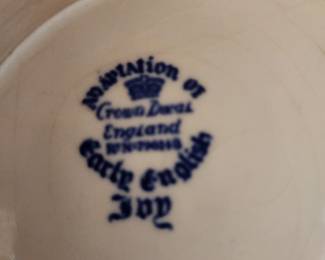 Adaptation of
Crown Ducal
England
Early English
Ivy